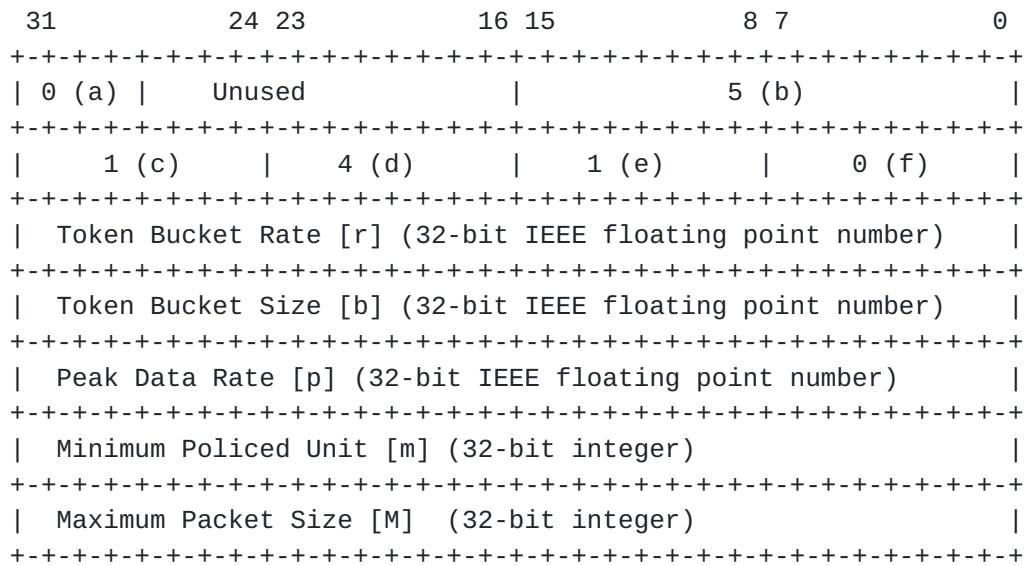 31             24 23             16 15             8 7             0
+-+-+-+-+-+-+-+-+-+-+-+-+-+-+-+-+-+-+-+-+-+-+-+-+-+-+-+-+-+-+-+-+
| 0 (a) |    Unused             |             5 (b)             |
+-+-+-+-+-+-+-+-+-+-+-+-+-+-+-+-+-+-+-+-+-+-+-+-+-+-+-+-+-+-+-+-+
|     1 (c)     |    4 (d)      |    1 (e)      |     0 (f)     |
+-+-+-+-+-+-+-+-+-+-+-+-+-+-+-+-+-+-+-+-+-+-+-+-+-+-+-+-+-+-+-+-+
|  Token Bucket Rate [r] (32-bit IEEE floating point number)    |
+-+-+-+-+-+-+-+-+-+-+-+-+-+-+-+-+-+-+-+-+-+-+-+-+-+-+-+-+-+-+-+-+
|  Token Bucket Size [b] (32-bit IEEE floating point number)    |
+-+-+-+-+-+-+-+-+-+-+-+-+-+-+-+-+-+-+-+-+-+-+-+-+-+-+-+-+-+-+-+-+
|  Peak Data Rate [p] (32-bit IEEE floating point number)       |
+-+-+-+-+-+-+-+-+-+-+-+-+-+-+-+-+-+-+-+-+-+-+-+-+-+-+-+-+-+-+-+-+
|  Minimum Policed Unit [m] (32-bit integer)                    |
+-+-+-+-+-+-+-+-+-+-+-+-+-+-+-+-+-+-+-+-+-+-+-+-+-+-+-+-+-+-+-+-+
|  Maximum Packet Size [M]  (32-bit integer)                    |
+-+-+-+-+-+-+-+-+-+-+-+-+-+-+-+-+-+-+-+-+-+-+-+-+-+-+-+-+-+-+-+-+